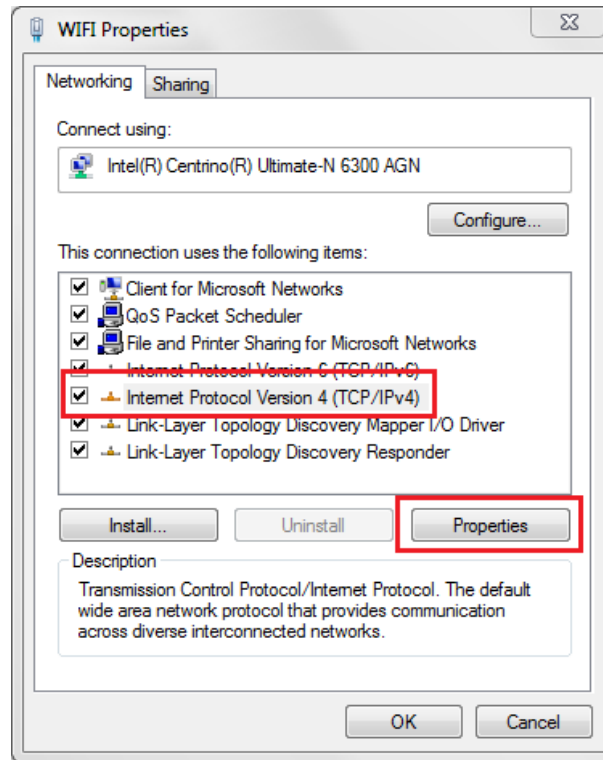 WIFI Properties
Networking
Sharing
Connect using:
Intel(R) Centrino(R) Ultimate-N 6300 AGN
Configure...
This connection uses the following items:
Client for Microsoft Networks
QoS Packet Scheduler
File and Printer Sharing for Microsoft Networks
Internet Protocol Version 6 (TCP/IPv6)
Internet Protocol Version 4 (TCP/IPv4)
Link-Layer Topology Discovery Mapper I/O Driver
Link-Layer Topology Discovery Responder
Install...
Uninstall
Properties
Description
Transmission Control Protocol/Internet Protocol. The default
wide area network protocol that provides communication
across diverse interconnected networks.
OK
Cancel